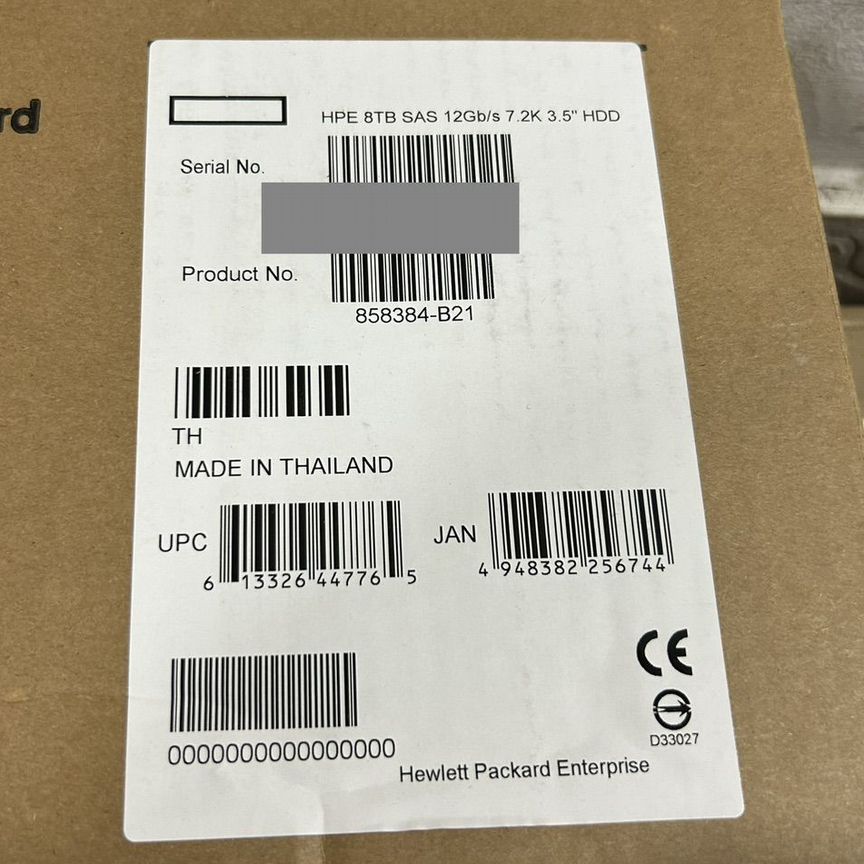 rd
HPE 8TB SAS 12Gb/s 7.2K 3.5" HDD
Serial No.
Product No.
858384-B21
TH
MADE IN THAILAND
UPC
6 13326 44776 5
JAN
4 948382 256744
CE
D33027
0000000000000000
Hewlett Packard Enterprise